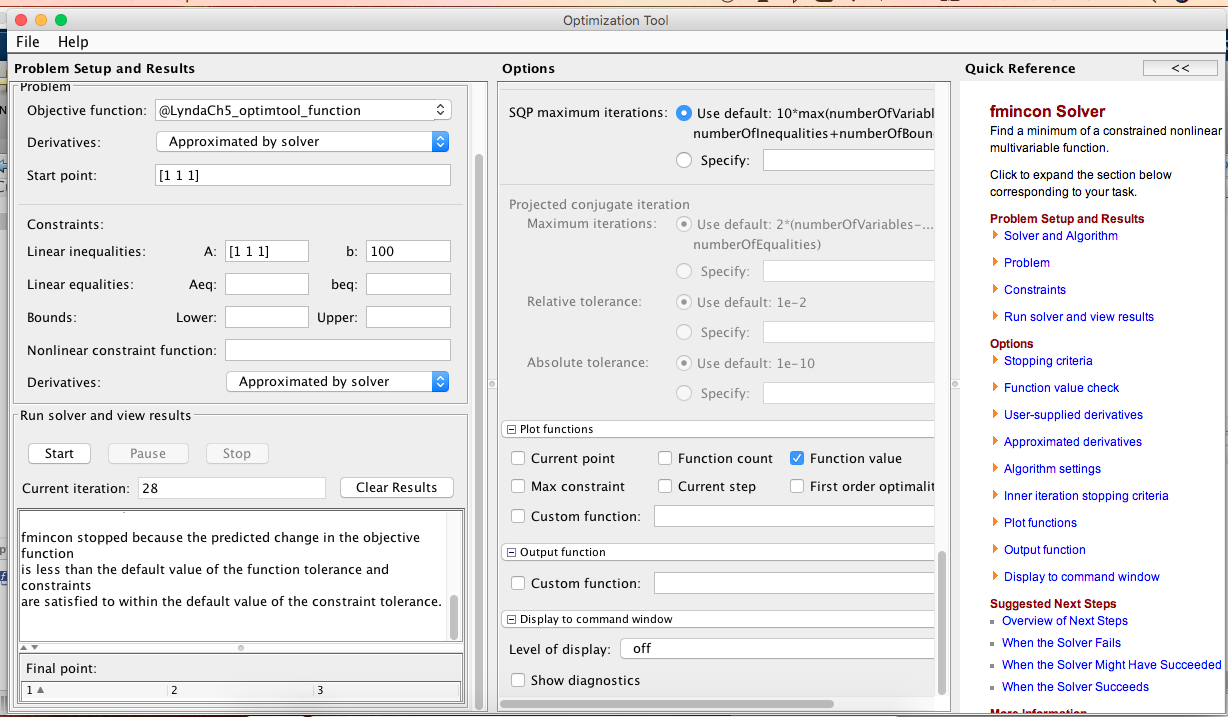 Optimization Tool
File Help
Problem Setup and Results
Problem
Objective function: @LyndaCh5_optimtool_function
Derivatives: Approximated by solver
Start point: [1 1 1]
Constraints:
Linear inequalities: A: [1 1 1] b: 100
Linear equalities: Aeq: beq:
Bounds: Lower: Upper:
Nonlinear constraint function:
Derivatives: Approximated by solver
Run solver and view results
Start Pause Stop
Current iteration: 28 Clear Results
fmincon stopped because the predicted change in the objective
function
is less than the default value of the function tolerance and
constraints
are satisfied to within the default value of the constraint tolerance.
Final point:
1 2 3
Options
SQP maximum iterations: Use default: 10*max(numberOfVariabl
numberOfInequalities+numberOfBoun
Specify:
Projected conjugate iteration
Maximum iterations: Use default: 2*(numberOfVariables-...
numberOfEqualities)
Specify:
Relative tolerance: Use default: 1e-2
Specify:
Absolute tolerance: Use default: 1e-10
Specify:
Plot functions
Current point Function count Function value
Max constraint Current step First order optimalit
Custom function:
Output function
Custom function:
Display to command window
Level of display: off
Show diagnostics
Quick Reference <<
fmincon Solver
Find a minimum of a constrained nonlinear
multivariable function.
Click to expand the section below
corresponding to your task.
Problem Setup and Results
Solver and Algorithm
Problem
Constraints
Run solver and view results
Options
Stopping criteria
Function value check
User-supplied derivatives
Approximated derivatives
Algorithm settings
Inner iteration stopping criteria
Plot functions
Output function
Display to command window
Suggested Next Steps
Overview of Next Steps
When the Solver Fails
When the Solver Might Have Succeeded
When the Solver Succeeds
More Information